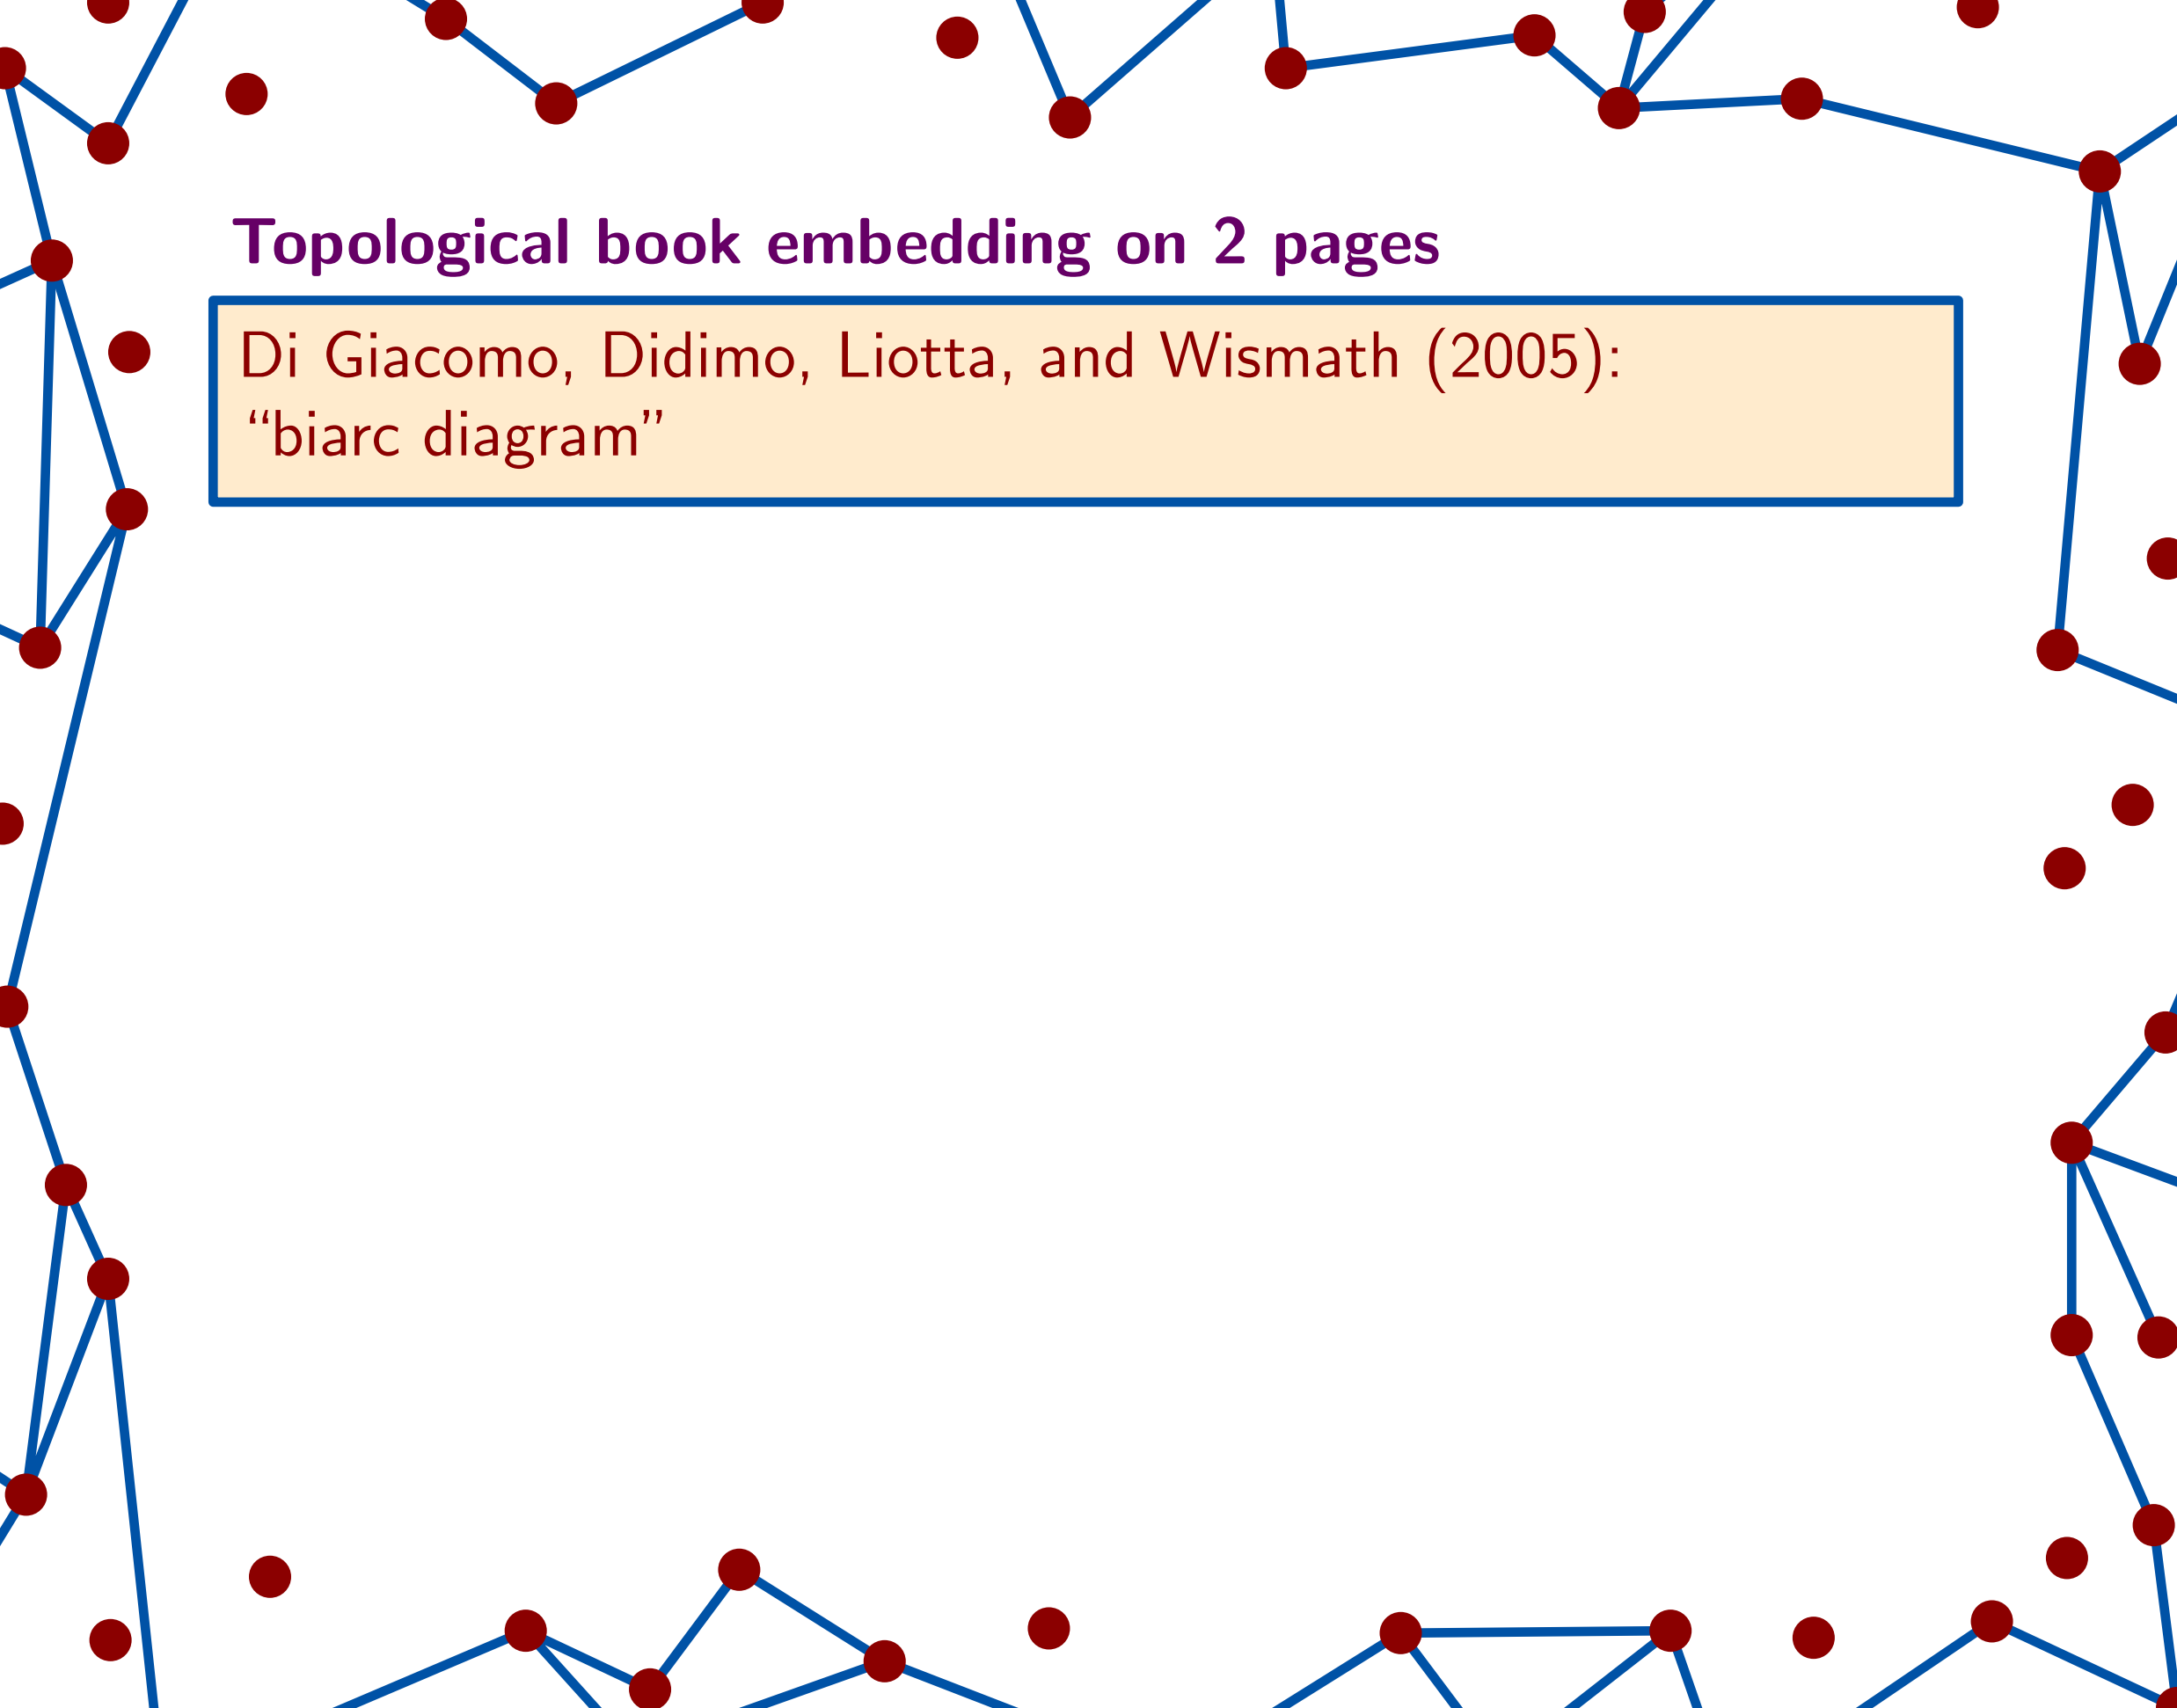 Topological book embedding on 2 pages
Di Giacomo, Didimo, Liotta, and Wismath (2005):
“biarc diagram”